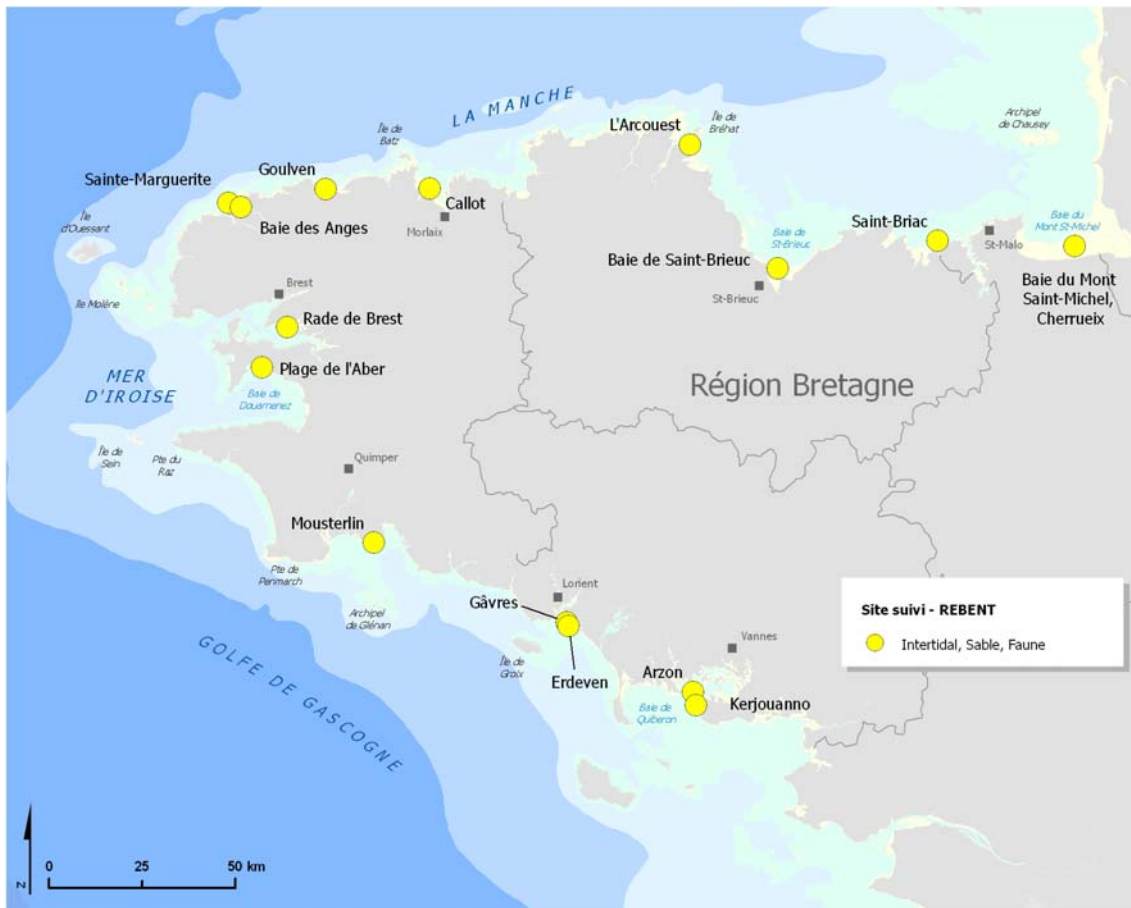 LA MANCHE
Île de
Batz
L'Arcouest
Île de
Bréhat
Archipel
de Chausey
Sainte-Marguerite
Goulven
Callot
Baie des Anges
Morlaix
Île
d'Ouessant
Île Molène
Brest
Rade de Brest
Plage de l'Aber
Baie de
Douarnenez
MER
D'IROISE
Île de
Sein
Pte du
Raz
Baie de
St-Brieuc
Baie de Saint-Brieuc
St-Brieuc
Saint-Briac
St-Malo
Baie du
Mont St-Michel
Baie du Mont
Saint-Michel,
Cherrueix
Région Bretagne
Quimper
Mousterlin
Pte de
Penmarch
Archipel
de Glénan
Lorient
Gâvres
Île de
Groix
Erdeven
Vannes
Arzon
Kerjouanno
Baie de
Quiberon
GOLFE DE GASCOGNE
Site suivi - REBENT
Intertidal, Sable, Faune
N
0 25 50 km